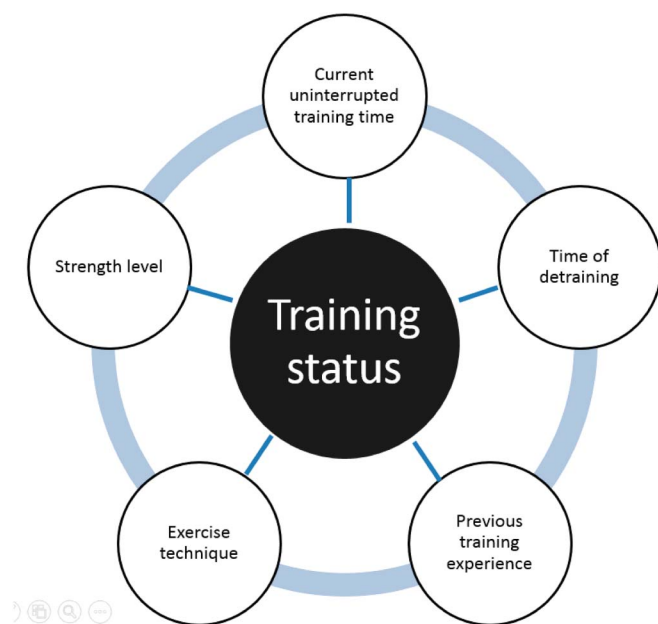 Current
uninterrupted
training time
Strength level
Time of
detraining
Training
status
Exercise
technique
Previous
training
experience